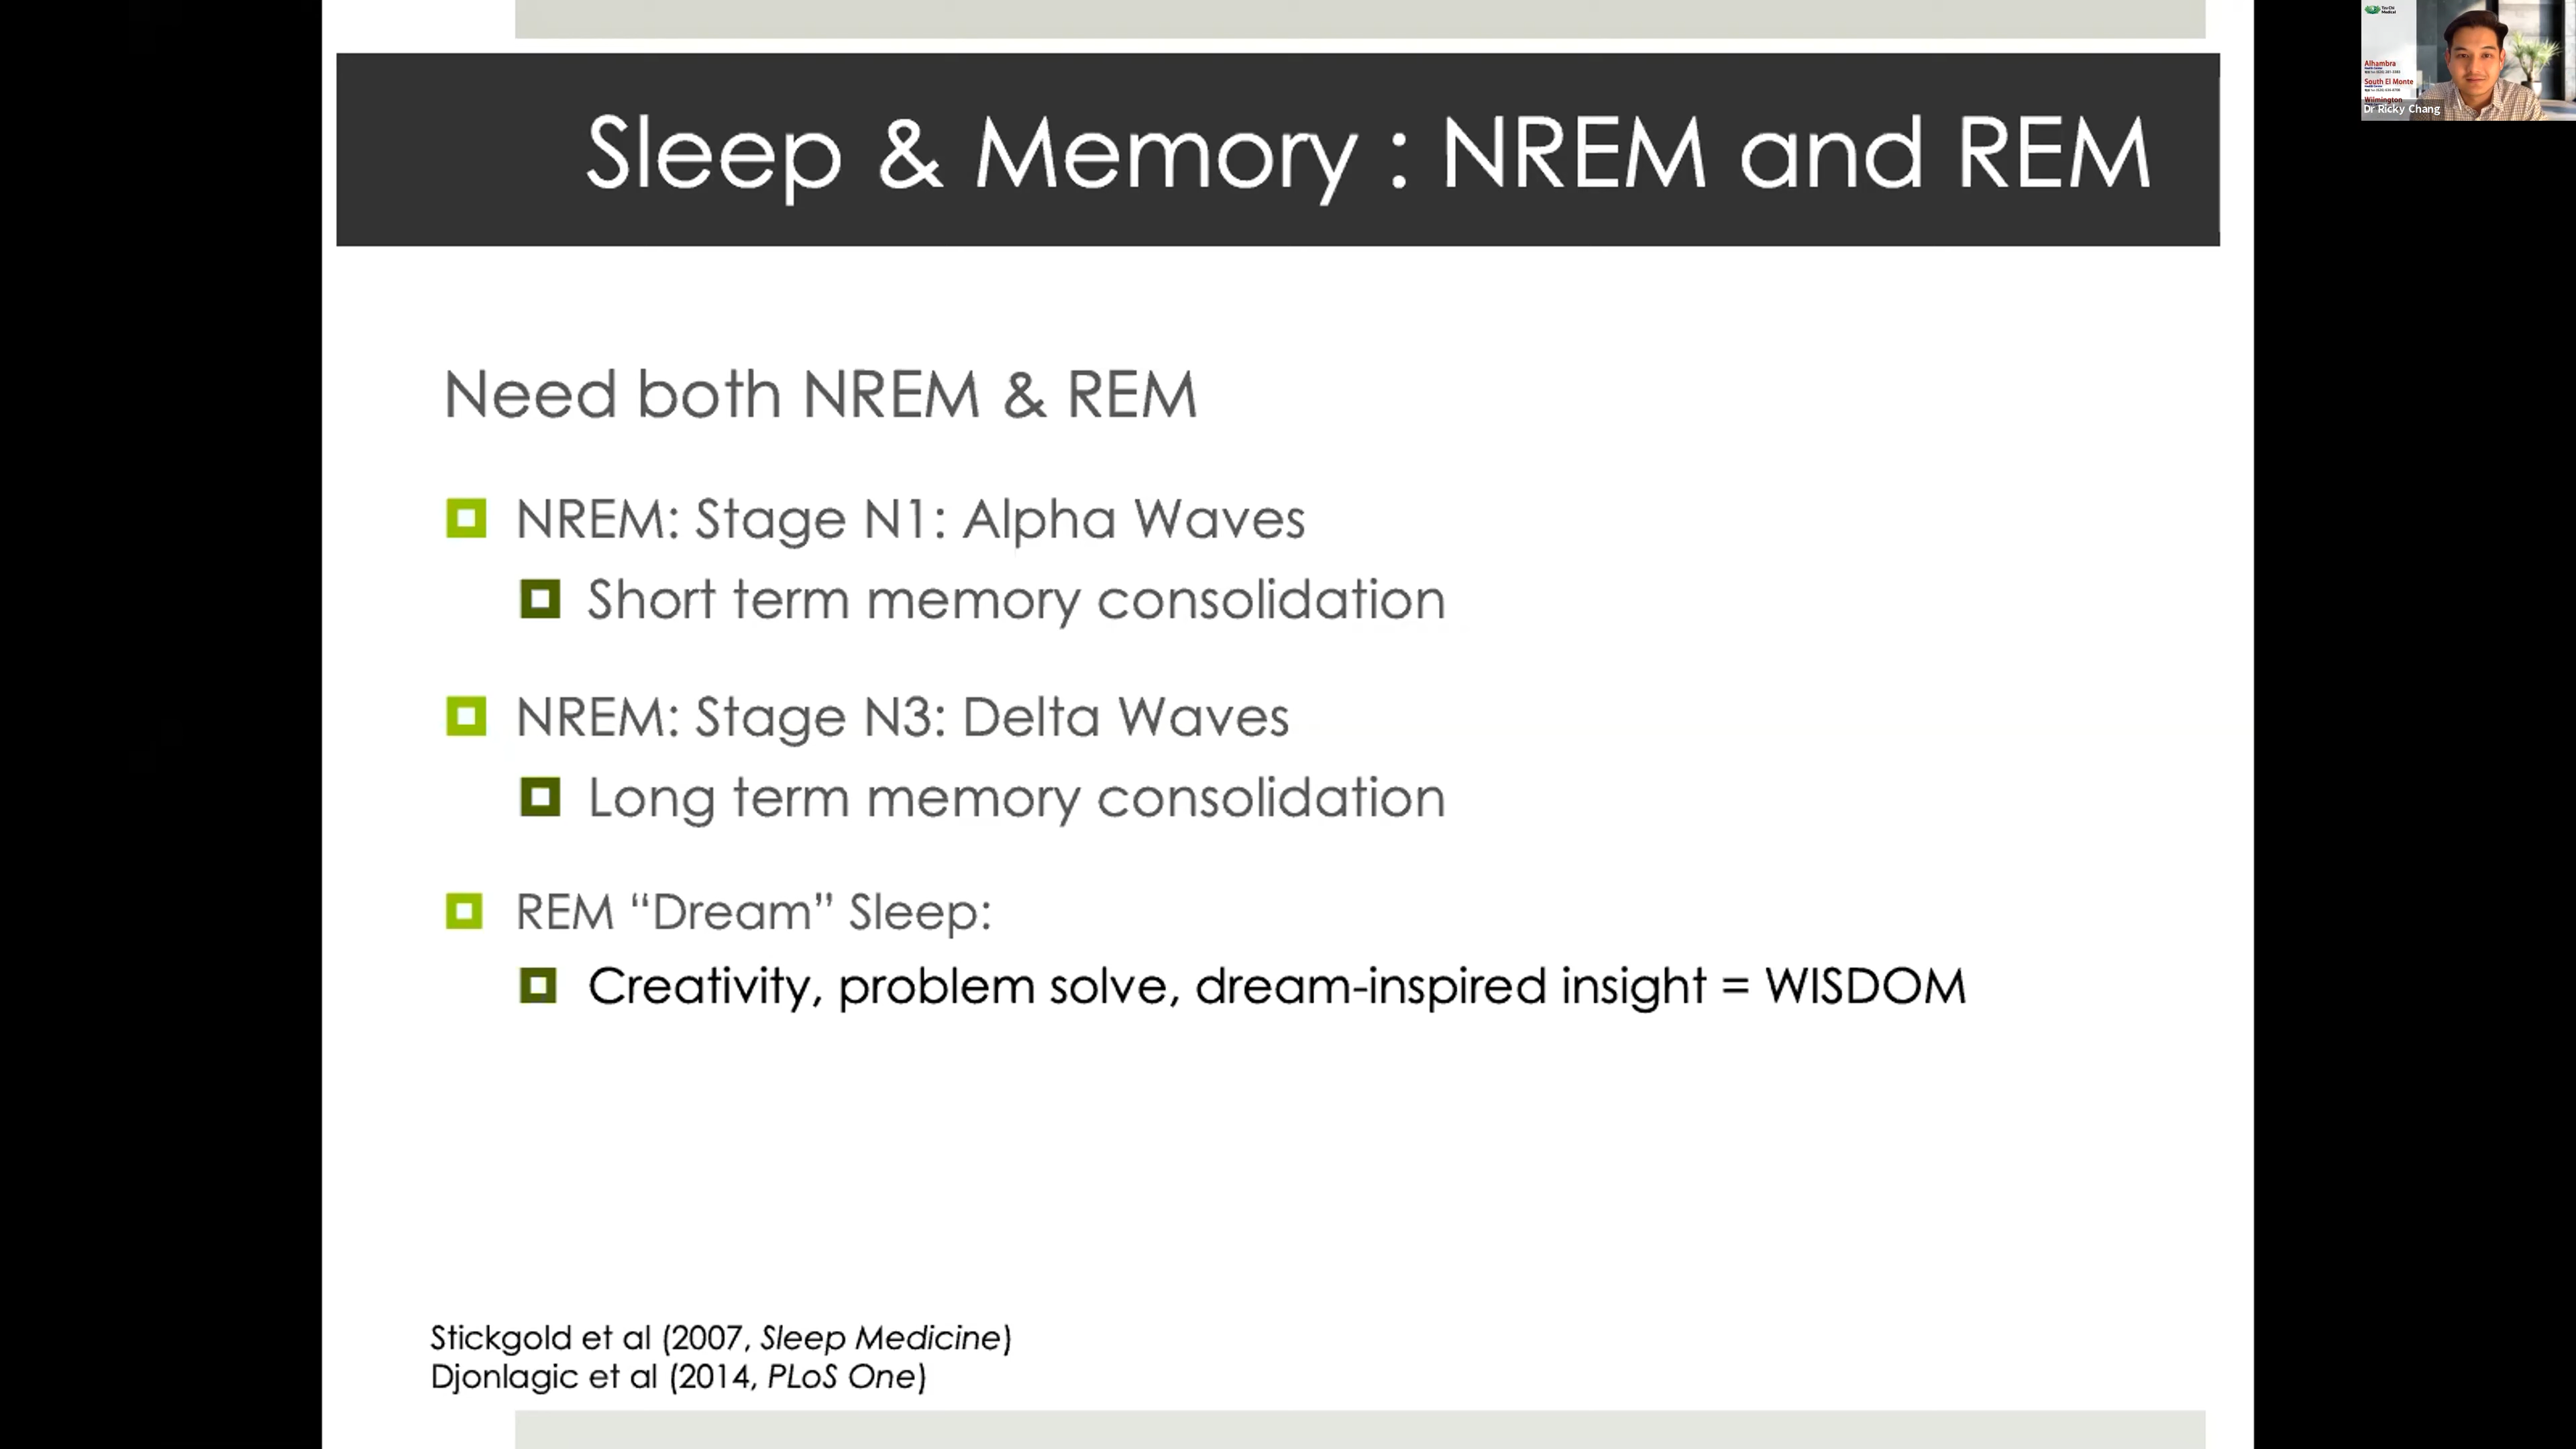 Sleep & Memory : NREM and REM
Need both NREM & REM
NREM: Stage N1: Alpha Waves
Short term memory consolidation
NREM: Stage N3: Delta Waves
Long term memory consolidation
REM “Dream” Sleep:
Creativity, problem solve, dream-inspired insight = WISDOM
Stickgold et al (2007, Sleep Medicine)
Djonlagic et al (2014, PLoS One)
Alhambra
South El Monte
Wilmington
Dr Ricky Chang